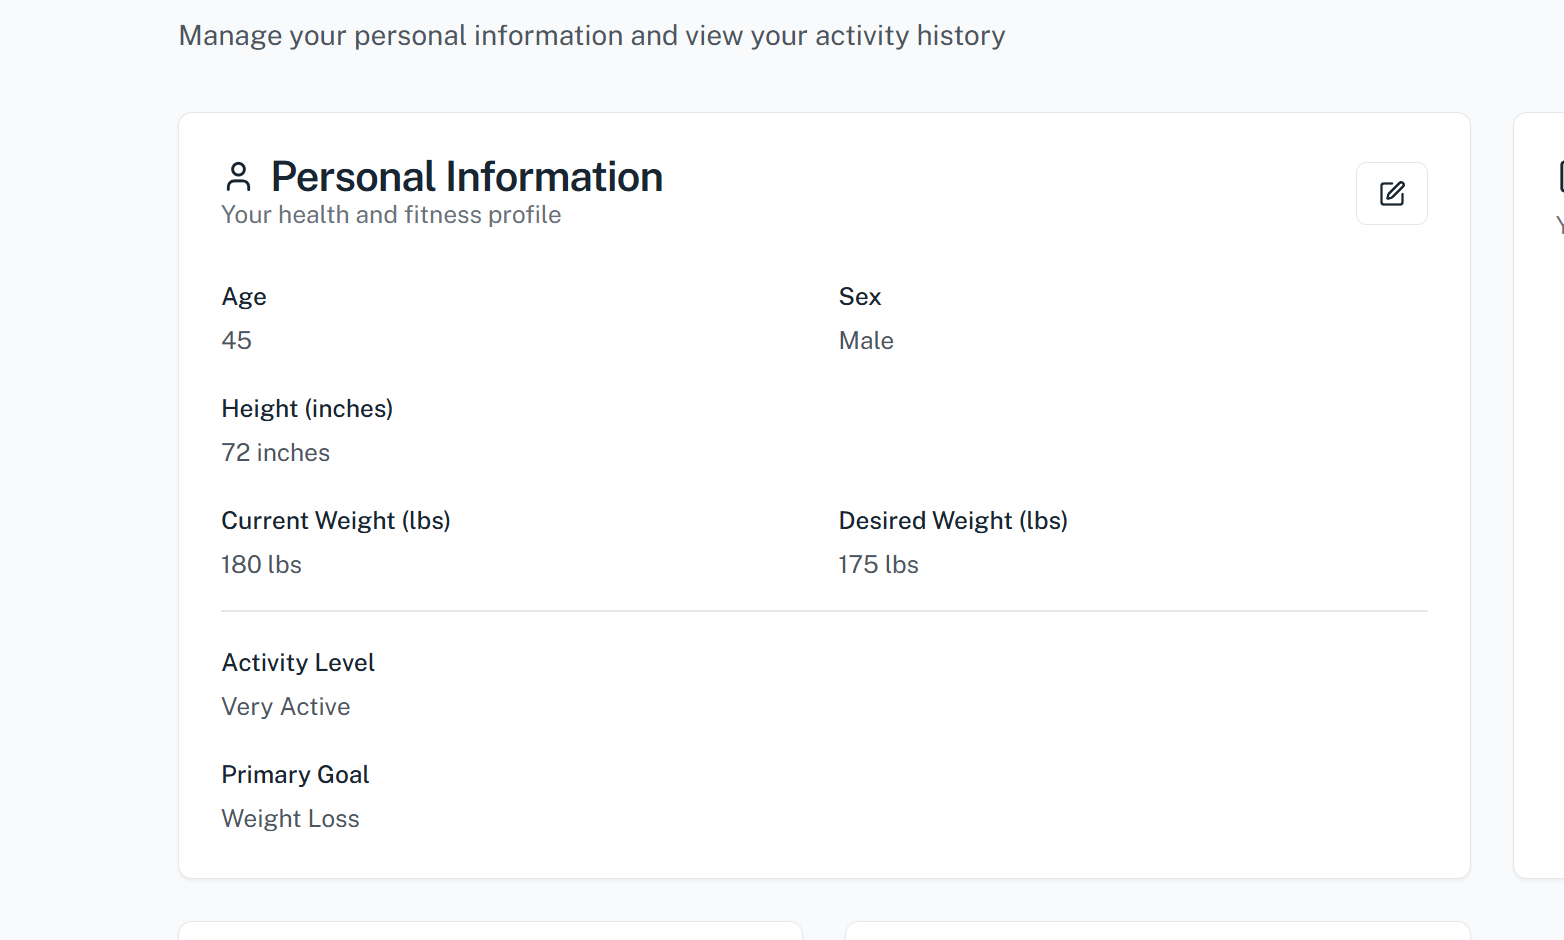 Manage your personal information and view your activity history
Personal Information
Your health and fitness profile
Age
45
Sex
Male
Height (inches)
72 inches
Current Weight (lbs)
180 lbs
Desired Weight (lbs)
175 lbs
Activity Level
Very Active
Primary Goal
Weight Loss